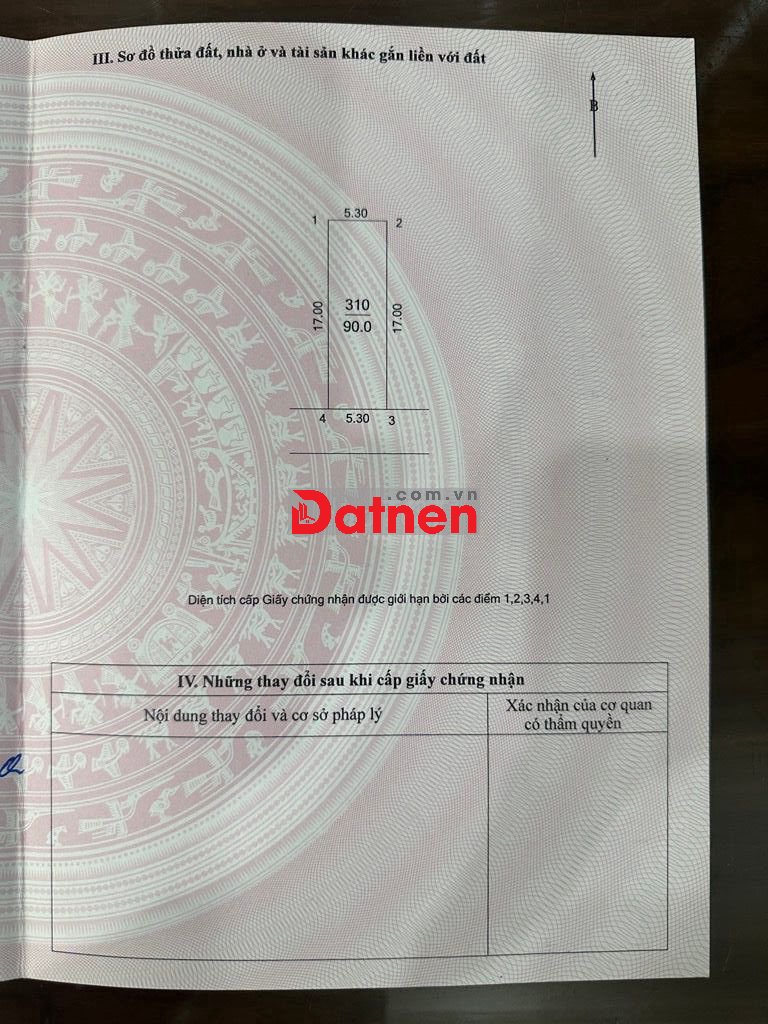 III. Sơ đồ thửa đất, nhà ở và tài sản khác gắn liền với đất
B
1 5.30 2
17.00 310 17.00
90.0
4 5.30 3
.com.vn
Datnen
Diện tích cấp Giấy chứng nhận được giới hạn bởi các điểm 1,2,3,4,1
IV. Những thay đổi sau khi cấp giấy chứng nhận
Nội dung thay đổi và cơ sở pháp lý
Xác nhận của cơ quan
có thẩm quyền